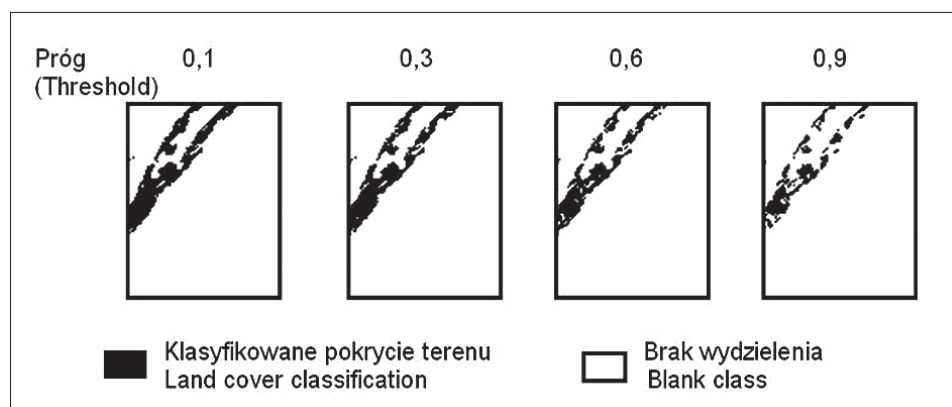 Próg 0,1 0,3 0,6 0,9
(Threshold)
Klasyfikowane pokrycie terenu
Land cover classification
Brak wydzielenia
Blank class